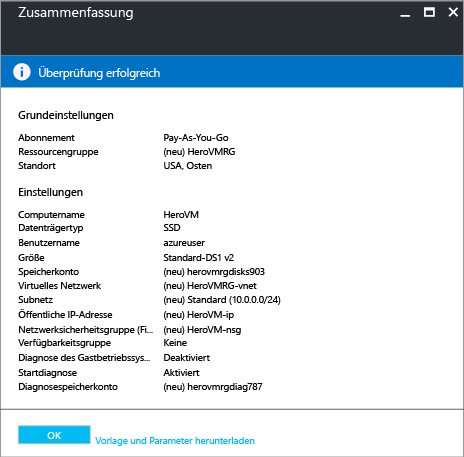 Zusammenfassung
Überprüfung erfolgreich
Grundeinstellungen
Abonnement Pay-As-You-Go
Ressourcengruppe (neu) HeroVMRG
Standort USA, Osten
Einstellungen
Computername HeroVM
Datenträgertyp SSD
Benutzername azureuser
Größe Standard-DS1 v2
Speicherkonto (neu) herovmrgdisks903
Virtuelles Netzwerk (neu) HeroVMRG-vnet
Subnetz (neu) Standard (10.0.0.0/24)
Öffentliche IP-Adresse (neu) HeroVM-ip
Netzwerksicherheitsgruppe (Fi... (neu) HeroVM-nsg
Verfügbarkeitsgruppe Keine
Diagnose des Gastbetriebssy... Deaktiviert
Startdiagnose Aktiviert
Diagnosespeicherkonto (neu) herovmrgdiag787
OK Vorlage und Parameter herunterladen